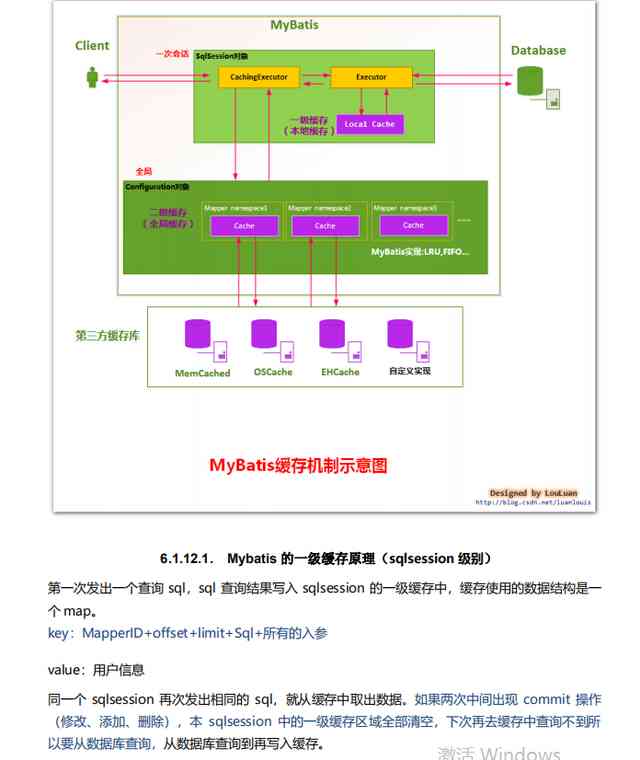 MyBatis
Client
一次会话
SqlSession对象
Database
CachingExecutor
Executor
一级缓存
（本地缓存）
Local Cache
全局
Configuration对象
二级缓存
（全局缓存）
Mapper namespace1
Mapper namespace2
Mapper namespace3
Cache
Cache
Cache
......
MyBatis实现:LRU,FIFO...
第三方缓存库
MemCached
OSCache
EHCache
自定义实现
MyBatis缓存机制示意图
Designed by LouLuan
http://blog.csdn.net/luanlouis
6.1.12.1. Mybatis 的一级缓存原理（sqlsession 级别）
第一次发出一个查询 sql，sql 查询结果写入 sqlsession 的一级缓存中，缓存使用的数据结构是一
个 map。
key：MapperID+offset+limit+Sql+所有的入参
value：用户信息
同一个 sqlsession 再次发出相同的 sql，就从缓存中取出数据。如果两次中间出现 commit 操作
（修改、添加、删除），本 sqlsession 中的一级缓存区域全部清空，下次再去缓存中查询不到所
以要从数据库查询，从数据库查询到再写入缓存。
激活 Windows